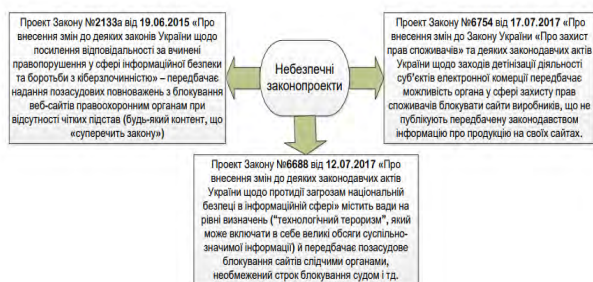 Проект Закону №2133а від 19.06.2015 «Про
внесення змін до деяких законів України щодо
посилення відповідальності за вчинені
правопорушення у сфері інформаційної безпеки
та боротьби з кіберзлочинністю» – передбачає
надання позасудових повноважень з блокування
веб-сайтів правоохоронним органам при
відсутності чітких підстав (будь-який контент, що
«суперечить закону»)
Небезпечні
законопроекти
Проект Закону №6754 від 17.07.2017 «Про
внесення змін до Закону України «Про захист
прав споживачів» та деяких законодавчих актів
України щодо заходів детінізації діяльності
суб’єктів електронної комерції передбачає
можливість органа у сфері захисту прав
споживачів блокувати сайти виробників, що не
публікують передбачену законодавством
інформацію про продукцію на своїх сайтах.
Проект Закону №6688 від 12.07.2017 «Про
внесення змін до деяких законодавчих актів
України щодо протидії загрозам національній
безпеці в інформаційній сфері» містить вади на
рівні визначень (“технологічний тероризм”, який
може включати в себе великі обсяги суспільно-
значимої інформації) й передбачає позасудове
блокування сайтів слідчими органами,
необмежений строк блокування судом і тд.